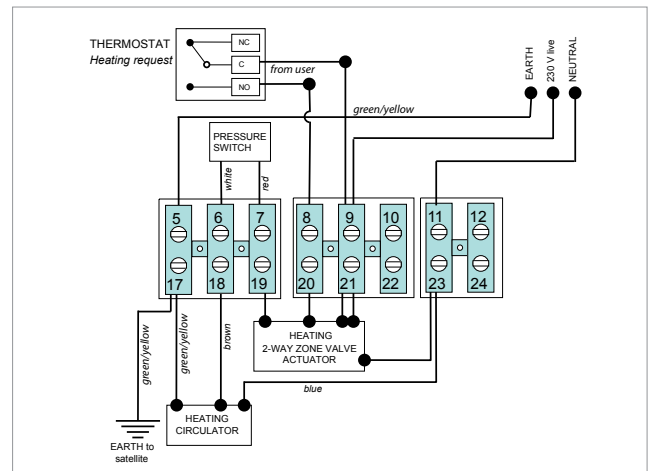 THERMOSTAT
Heating request
NC
C
NO
from user
EARTH
230 V live
NEUTRAL
green/yellow
PRESSURE
SWITCH
white
red
5
6
7
8
9
10
11
12
17
18
19
20
21
22
23
24
HEATING
2-WAY ZONE VALVE
ACTUATOR
green/yellow
green/yellow
brown
blue
HEATING
CIRCULATOR
EARTH to
satellite